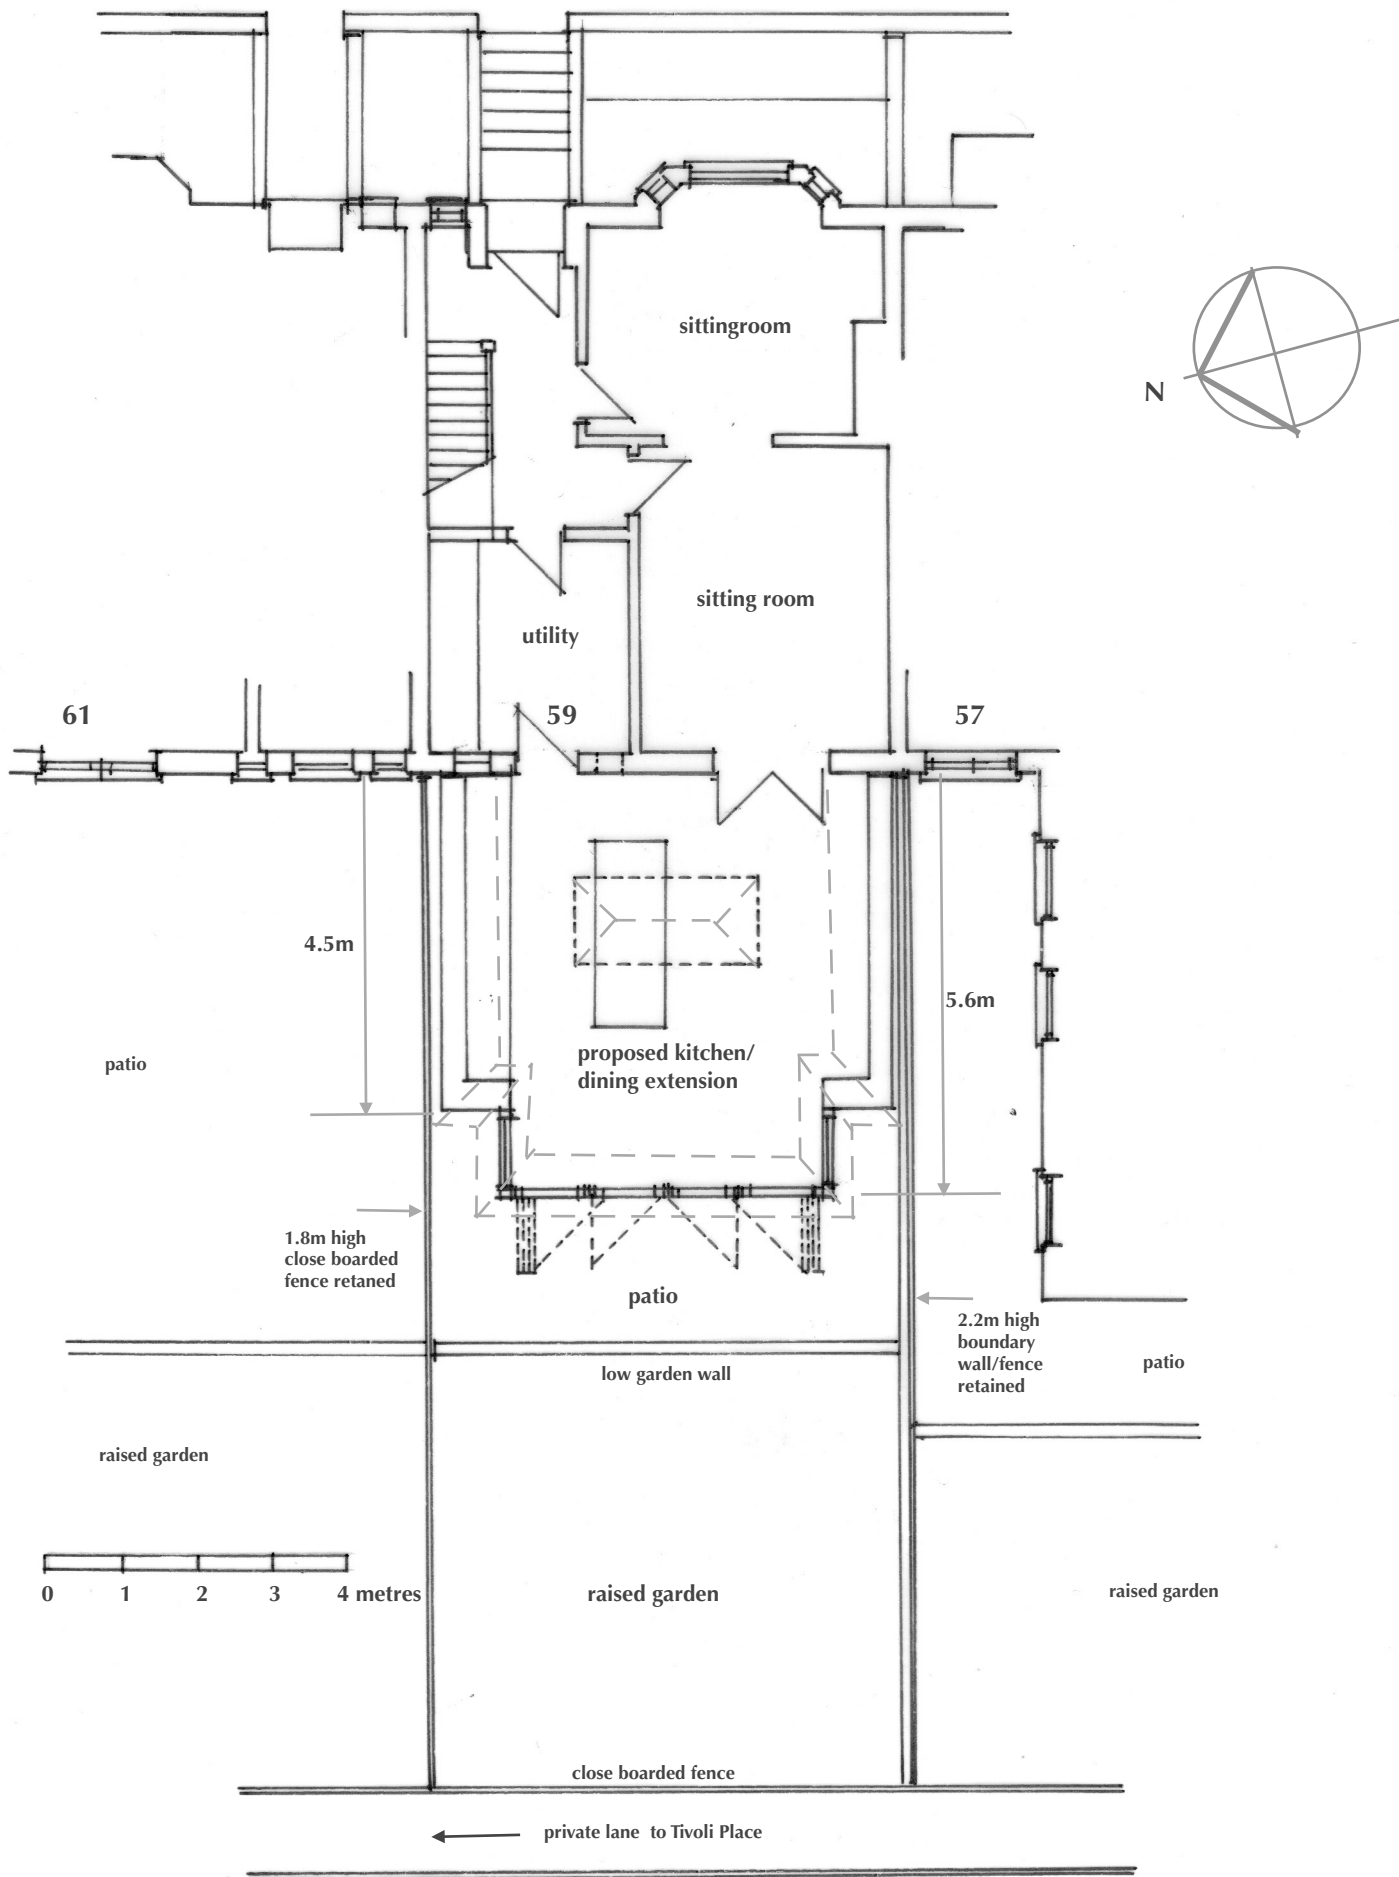 sittingroom
N
sitting room
utility
61
59
57
4.5m
5.6m
proposed kitchen/
dining extension
patio
1.8m high
close boarded
fence retaned
patio
2.2m high
boundary
wall/fence
retained
patio
low garden wall
raised garden
0 1 2 3 4 metres
raised garden
raised garden
close boarded fence
private lane to Tivoli Place